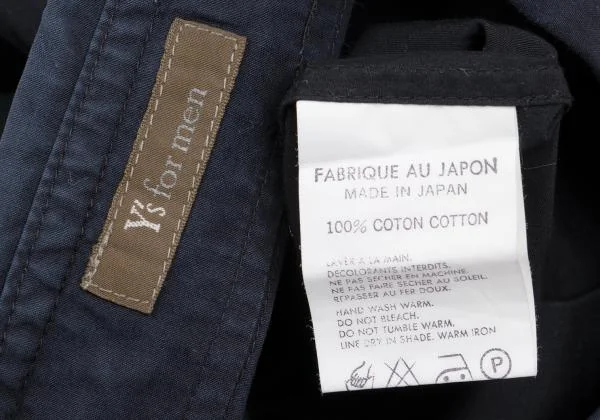 Y's for men
FABRIQUE AU JAPON
MADE IN JAPAN
100% COTON COTTON
LAVER A LA MAIN.
DECOLORANTS INTERDITS.
NE PAS SECHER EN MACHINE.
NE PAS FAIRE SECHER AU SOLEIL.
REPASSER AU FER DOUX.
HAND WASH WARM.
DO NOT BLEACH.
DO NOT TUMBLE WARM.
LINE DRY IN SHADE. WARM IRON
P